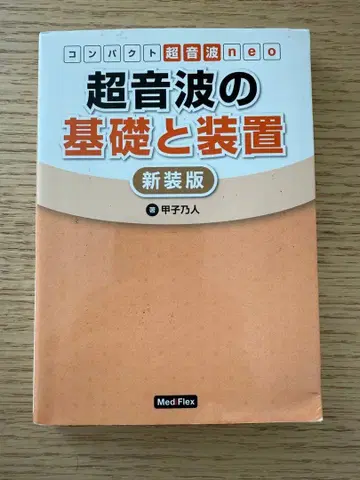 コンパクト超音波neo
超音波の
基礎と装置
新装版
著 甲子乃人
Med Flex